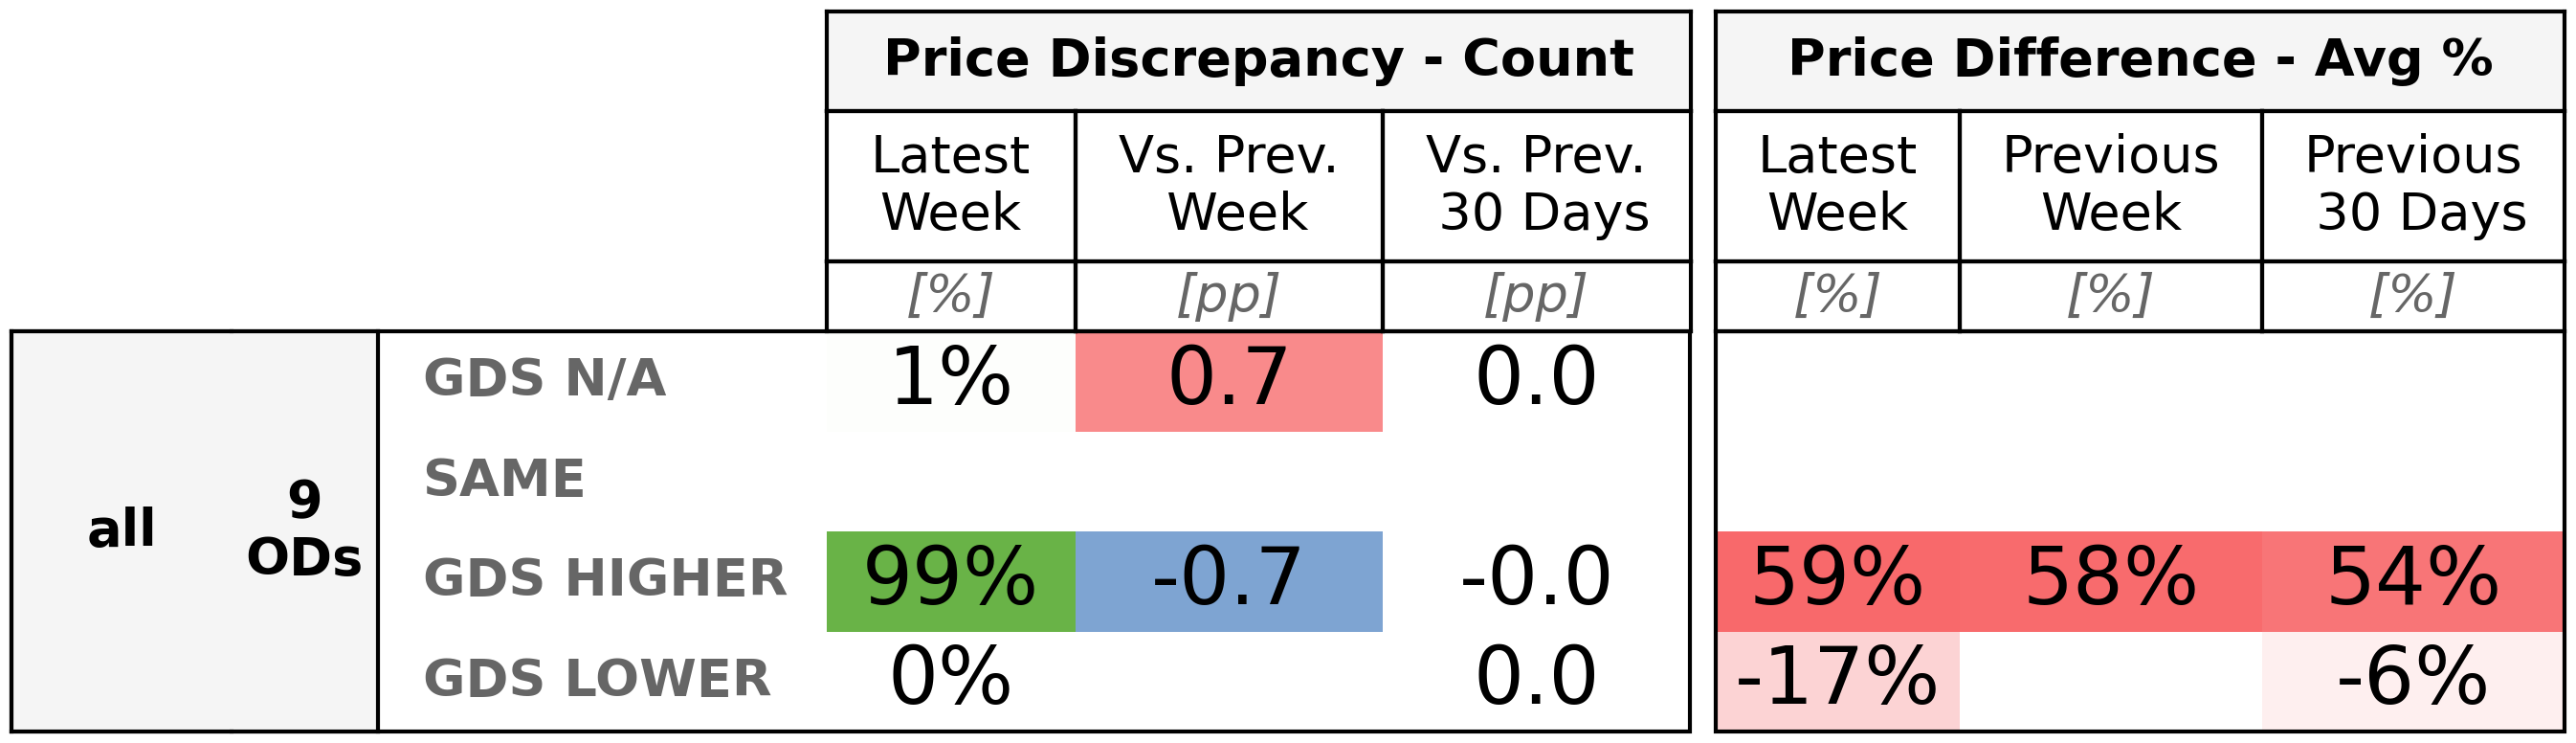 Price Discrepancy - Count
Price Difference - Avg %
Latest Week
Vs. Prev. Week
Vs. Prev. 30 Days
Latest Week
Previous Week
Previous 30 Days
[%] [pp] [pp] [%] [%] [%]
all
9 ODs
GDS N/A 1% 0.7 0.0
SAME
GDS HIGHER 99% -0.7 -0.0 59% 58% 54%
GDS LOWER 0% 0.0 -17% -6%